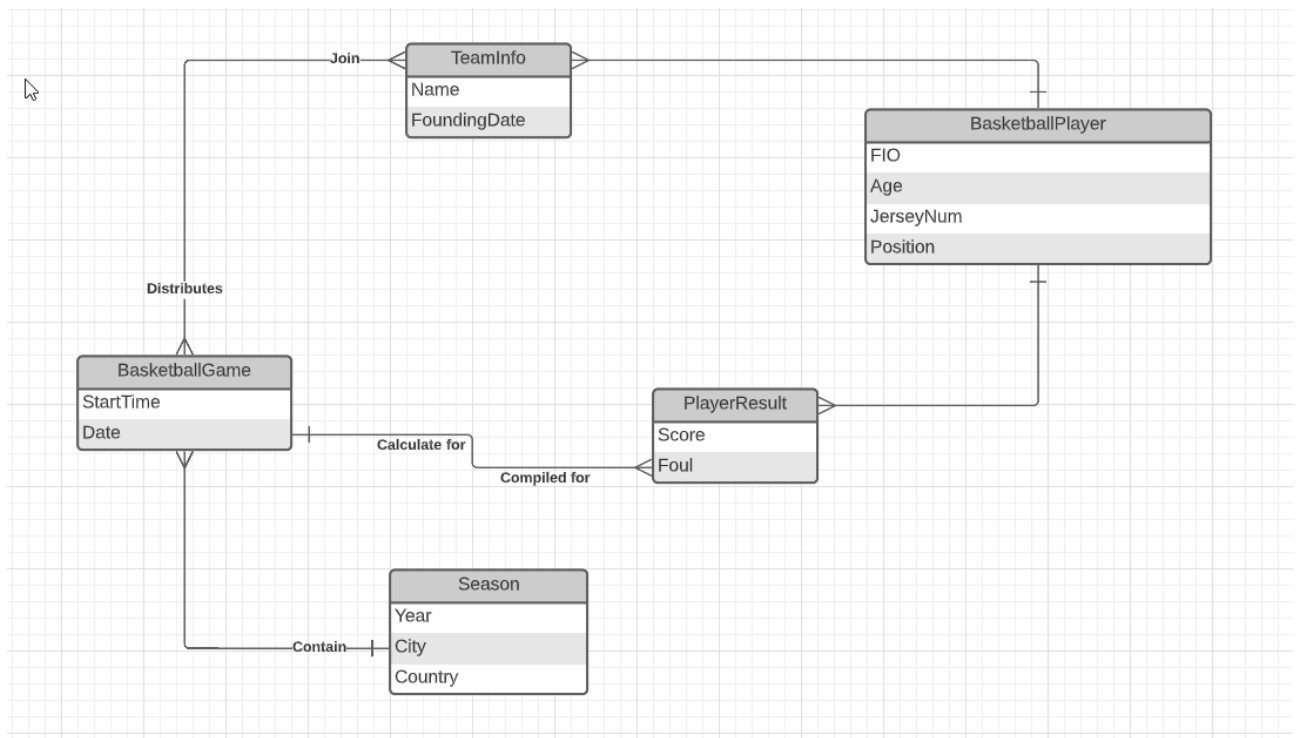 Join
TeamInfo
Name
FoundingDate
BasketballPlayer
FIO
Age
JerseyNum
Position
Distributes
BasketballGame
StartTime
Date
Calculate for
Compiled for
PlayerResult
Score
Foul
Season
Year
City
Country
Contain